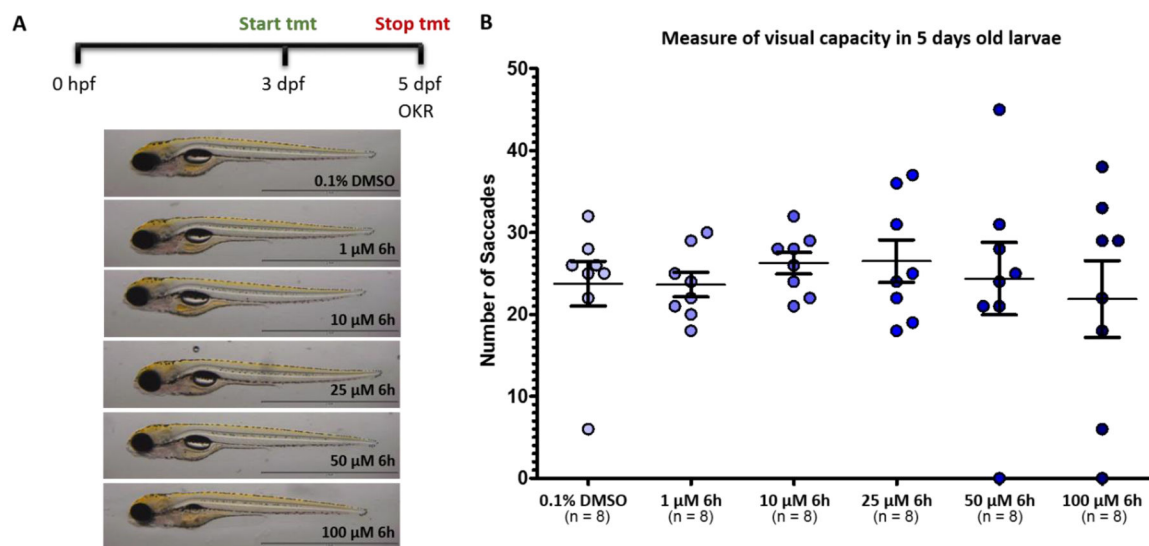 A
Start tmt Stop tmt
0 hpf 3 dpf 5 dpf
OKR
0.1% DMSO
1 µM 6h
10 µM 6h
25 µM 6h
50 µM 6h
100 µM 6h
B
Measure of visual capacity in 5 days old larvae
Number of Saccades
50
40
30
20
10
0
0.1% DMSO 1 µM 6h 10 µM 6h 25 µM 6h 50 µM 6h 100 µM 6h
(n = 8) (n = 8) (n = 8) (n = 8) (n = 8) (n = 8)